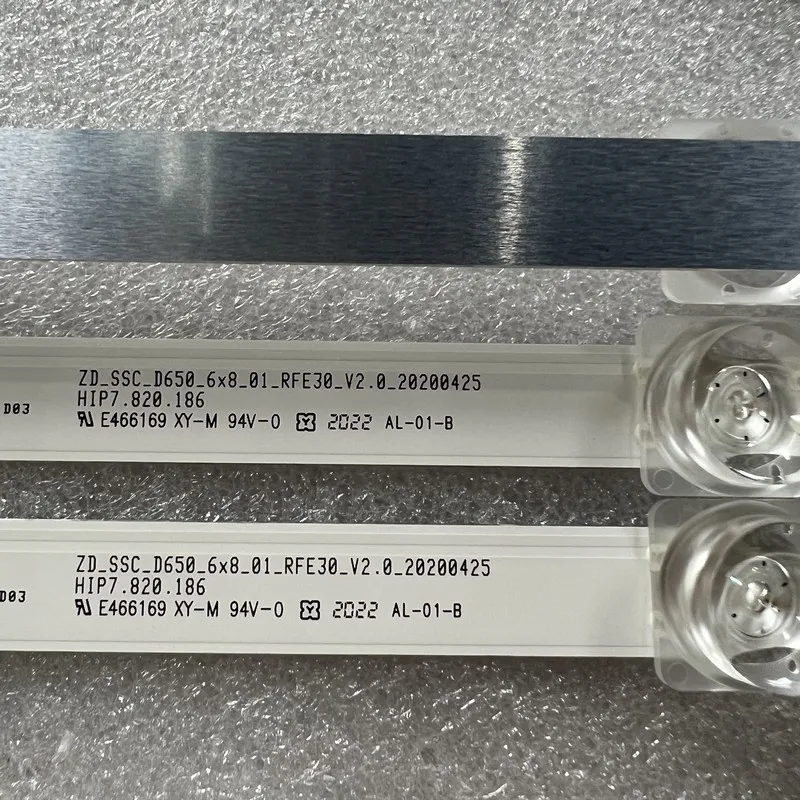 ZD_SSC_D650_6x8_01_RFE30_V2.0_20200425
HIP7.820.186
D03
E466169 XY-M 94V-0 2022 AL-01-B
ZD_SSC_D650_6x8_01_RFE30_V2.0_20200425
HIP7.820.186
D03
E466169 XY-M 94V-0 2022 AL-01-B